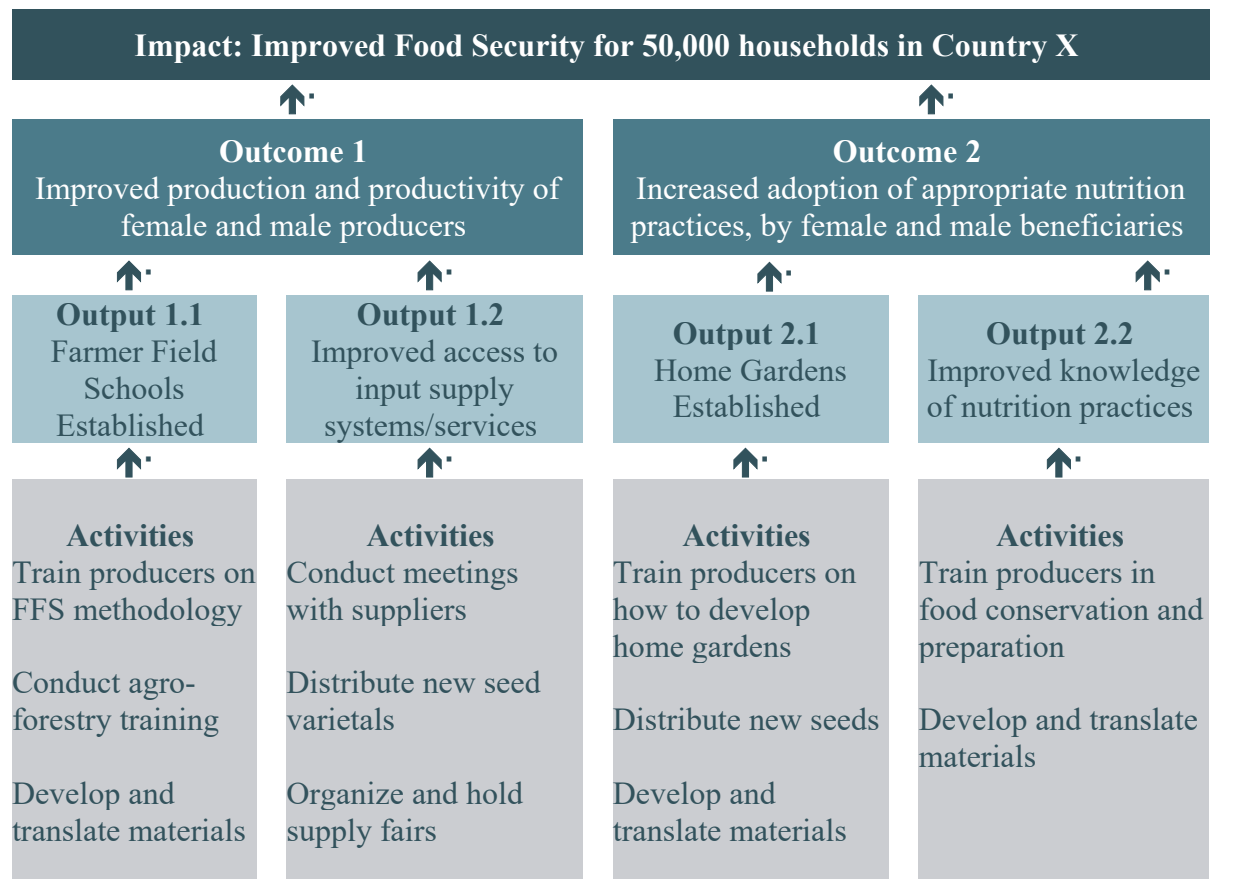 Impact: Improved Food Security for 50,000 households in Country X
Outcome 1
Improved production and productivity of
female and male producers
Outcome 2
Increased adoption of appropriate nutrition
practices, by female and male beneficiaries
Output 1.1
Farmer Field
Schools
Established
Output 1.2
Improved access to
input supply
systems/services
Output 2.1
Home Gardens
Established
Output 2.2
Improved knowledge
of nutrition practices
Activities
Train producers on
FFS methodology
Conduct agro-
forestry training
Develop and
translate materials
Activities
Conduct meetings
with suppliers
Distribute new seed
varietals
Organize and hold
supply fairs
Activities
Train producers on
how to develop
home gardens
Distribute new seeds
Develop and
translate materials
Activities
Train producers in
food conservation and
preparation
Develop and translate
materials